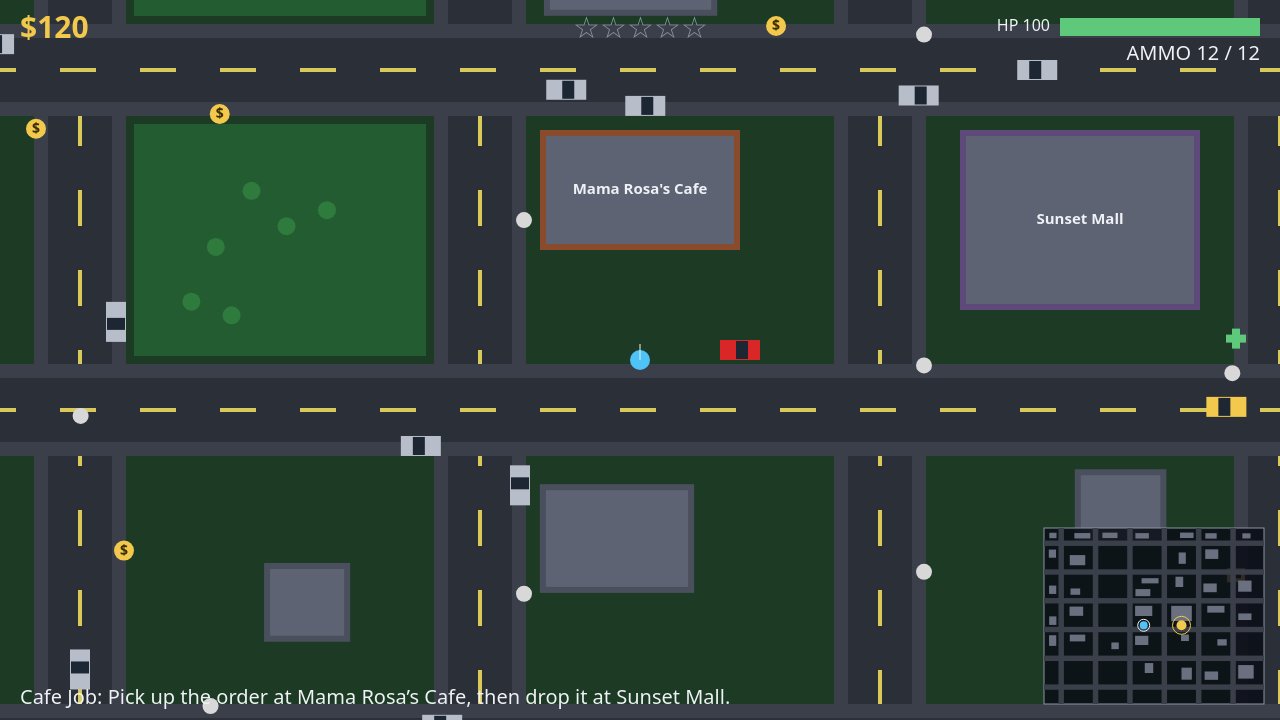 $120
☆☆☆☆☆
$
HP 100
AMMO 12 / 12
$
$
Mama Rosa's Cafe
Sunset Mall
$
Cafe Job: Pick up the order at Mama Rosa’s Cafe, then drop it at Sunset Mall.